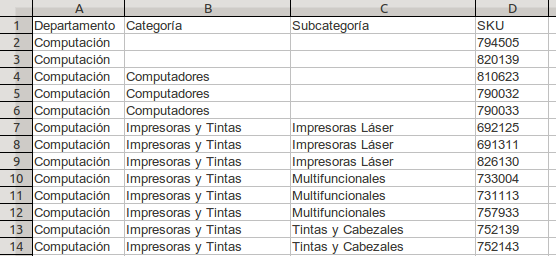 A B C D
1 Departamento Categoría Subcategoría SKU
2 Computación 794505
3 Computación 820139
4 Computación Computadores 810623
5 Computación Computadores 790032
6 Computación Computadores 790033
7 Computación Impresoras y Tintas Impresoras Láser 692125
8 Computación Impresoras y Tintas Impresoras Láser 691311
9 Computación Impresoras y Tintas Impresoras Láser 826130
10 Computación Impresoras y Tintas Multifuncionales 733004
11 Computación Impresoras y Tintas Multifuncionales 731113
12 Computación Impresoras y Tintas Multifuncionales 757933
13 Computación Impresoras y Tintas Tintas y Cabezales 752139
14 Computación Impresoras y Tintas Tintas y Cabezales 752143